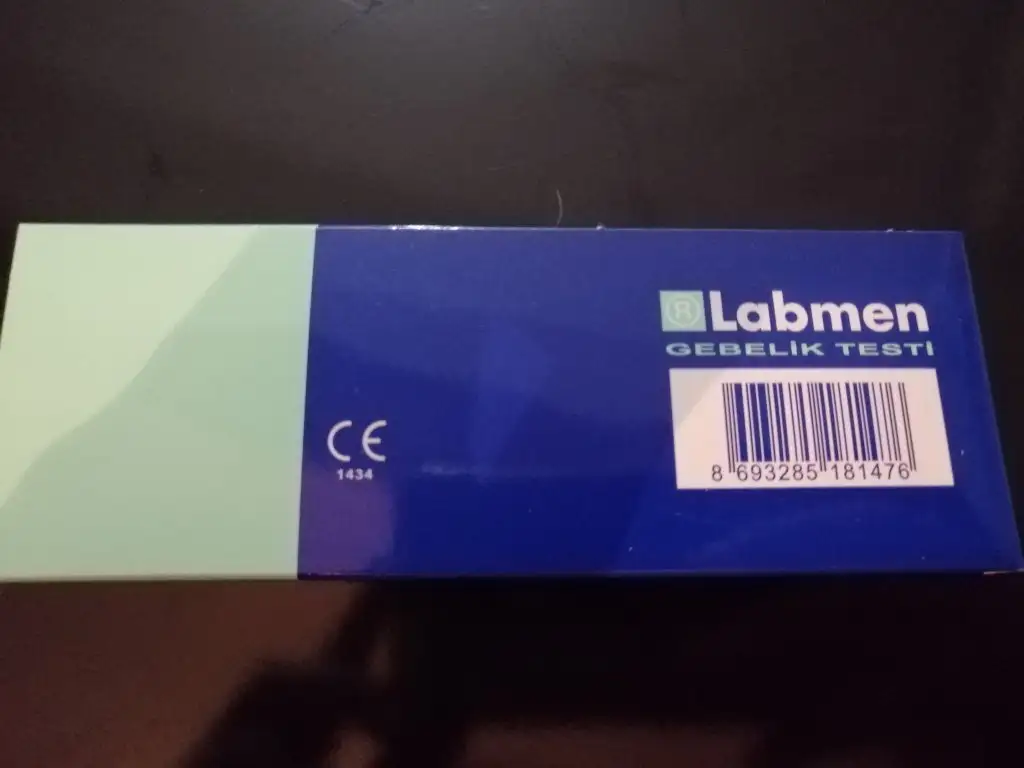 ® Labmen
GEBELİK TESTİ
CE
1434
8 693285 181476